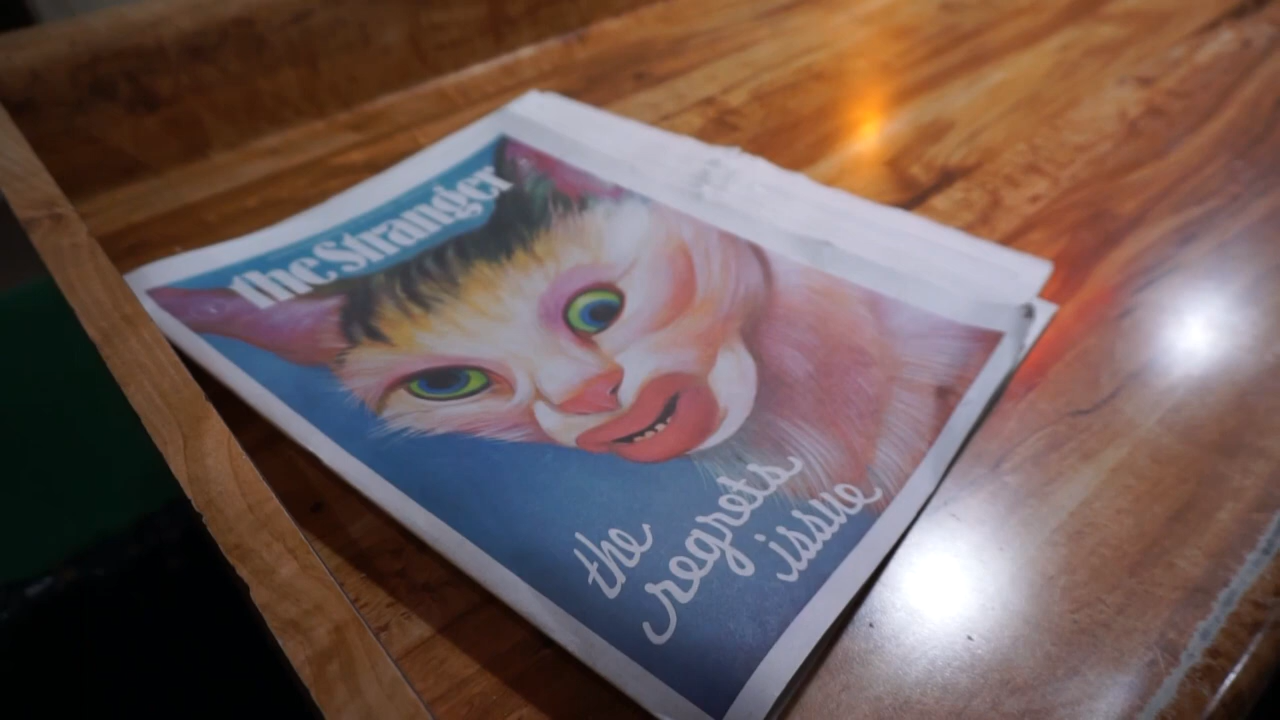 the Stranger
the
regrets
issue